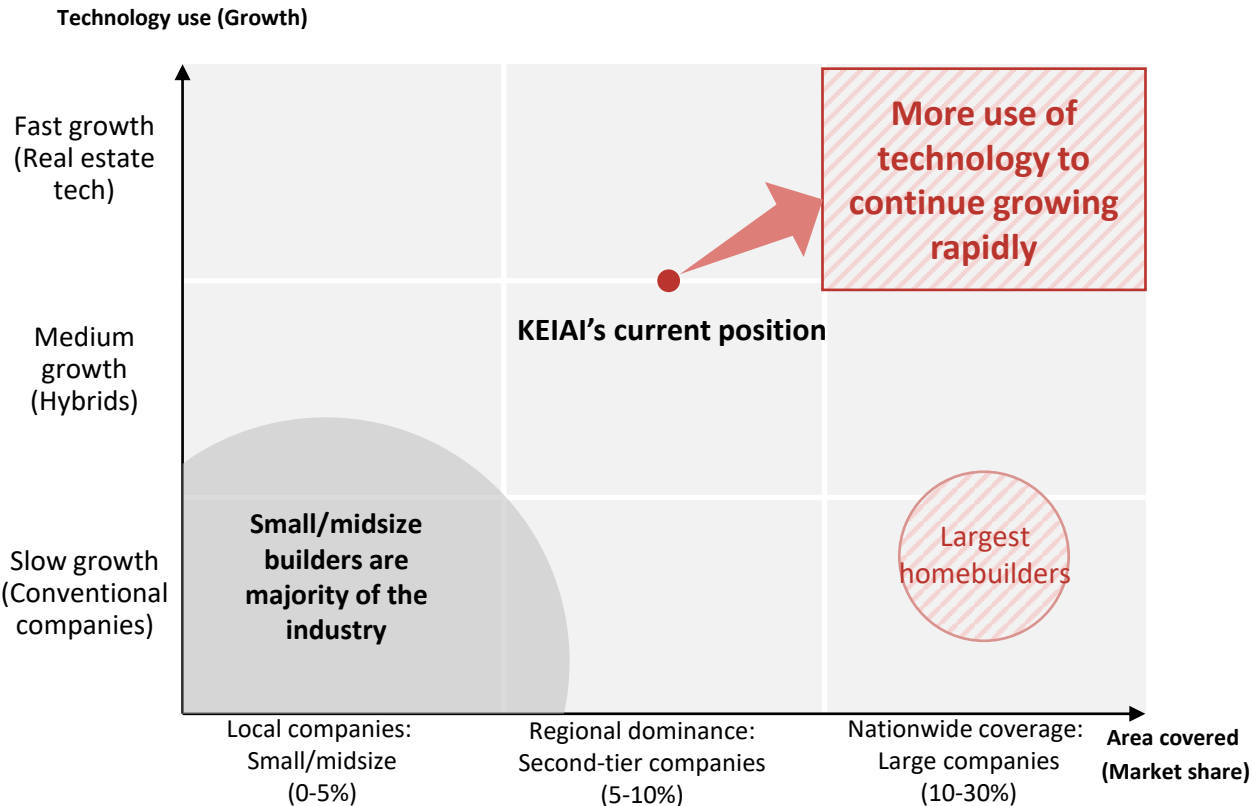 Technology use (Growth)
Fast growth
(Real estate
tech)
More use of
technology to
continue growing
rapidly
KEIAI’s current position
Medium
growth
(Hybrids)
Slow growth
(Conventional
companies)
Small/midsize
builders are
majority of the
industry
Largest
homebuilders
Local companies:
Small/midsize
(0-5%)
Regional dominance:
Second-tier companies
(5-10%)
Nationwide coverage:
Large companies
(10-30%)
Area covered
(Market share)